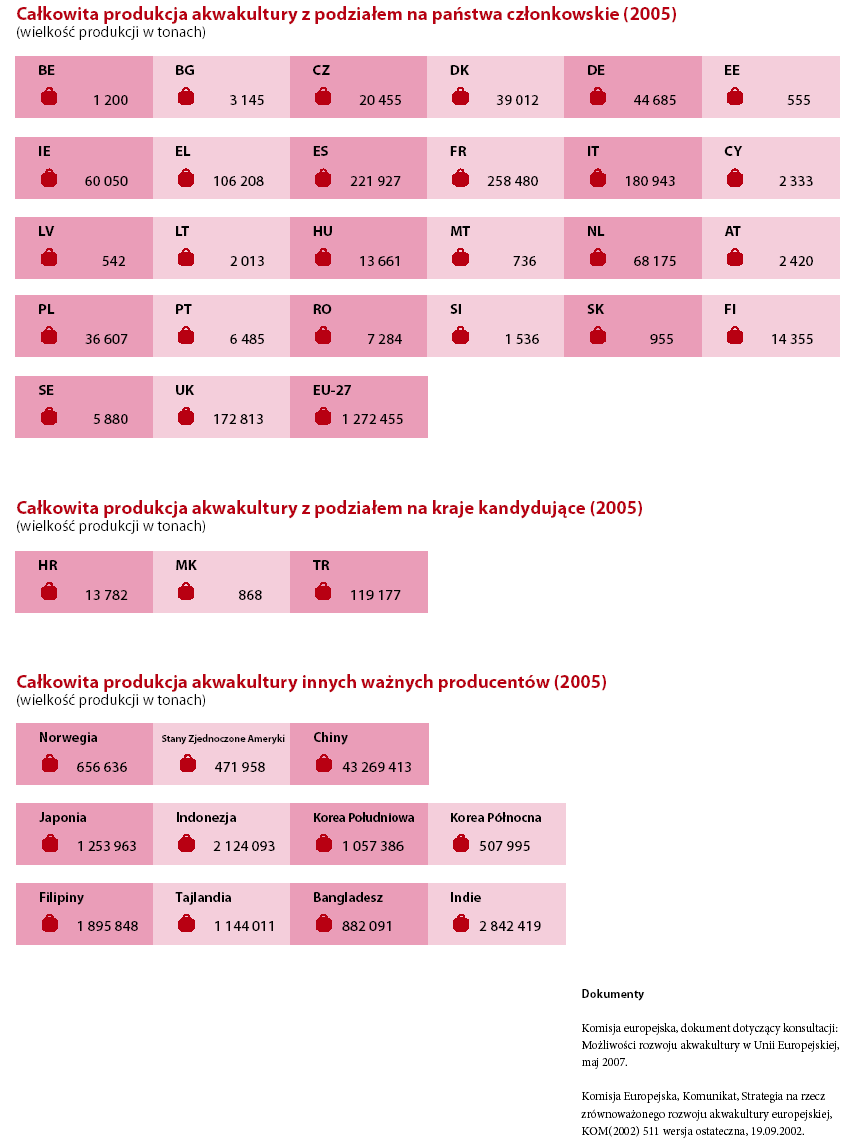 Całkowita produkcja akwakultury z podziałem na państwa członkowskie (2005)
(wielkość produkcji w tonach)
BE BG CZ DK DE EE
1 200 3 145 20 455 39 012 44 685 555
IE EL ES FR IT CY
60 050 106 208 221 927 258 480 180 943 2 333
LV LT HU MT NL AT
542 2 013 13 661 736 68 175 2 420
PL PT RO SI SK FI
36 607 6 485 7 284 1 536 955 14 355
SE UK EU-27
5 880 172 813 1 272 455
Całkowita produkcja akwakultury z podziałem na kraje kandydujące (2005)
(wielkość produkcji w tonach)
HR MK TR
13 782 868 119 177
Całkowita produkcja akwakultury innych ważnych producentów (2005)
(wielkość produkcji w tonach)
Norwegia Stany Zjednoczone Ameryki Chiny
656 636 471 958 43 269 413
Japonia Indonezja Korea Południowa Korea Północna
1 253 963 2 124 093 1 057 386 507 995
Filipiny Tajlandia Bangladesz Indie
1 895 848 1 144 011 882 091 2 842 419
Dokumenty
Komisja europejska, dokument dotyczący konsultacji:
Możliwości rozwoju akwakultury w Unii Europejskiej,
maj 2007.
Komisja Europejska, Komunikat, Strategia na rzecz
zrównoważonego rozwoju akwakultury europejskiej,
KOM(2002) 511 wersja ostateczna, 19.09.2002.